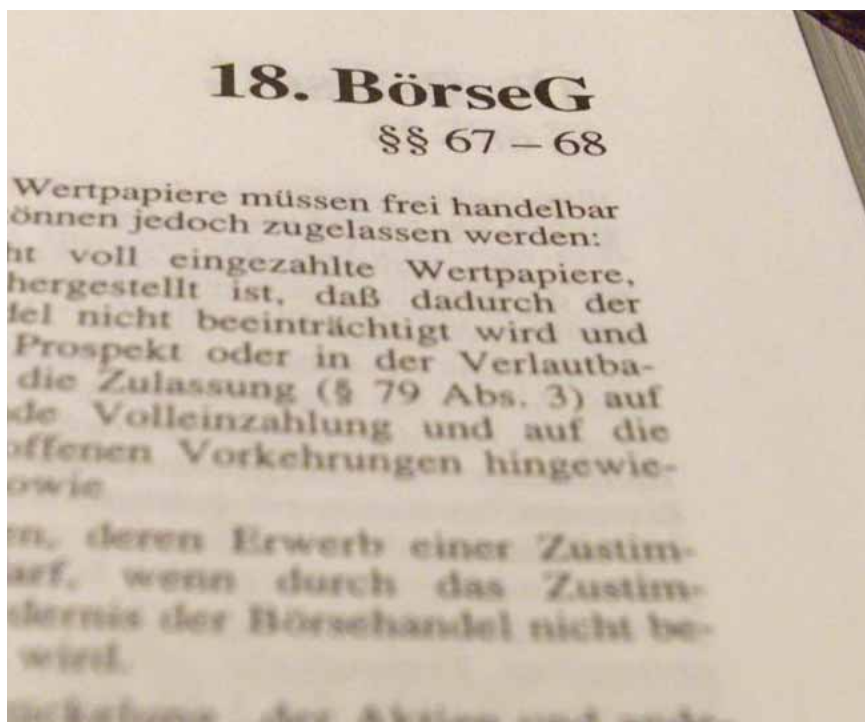 18. BörseG
§§ 67 – 68
Wertpapiere müssen frei handelbar
önnen jedoch zugelassen werden:
ht voll eingezahlte Wertpapiere,
hergestellt ist, daß dadurch der
del nicht beeinträchtigt wird und
Prospekt oder in der Verlautba-
die Zulassung (§ 79 Abs. 3) auf
de Volleinzahlung und auf die
offenen Vorkehrungen hingewie-
owie
en, deren Erwerb einer Zustim-
arf, wenn durch das Zustim-
dernis der Börsehandel nicht be-
wird.
der Aktien und